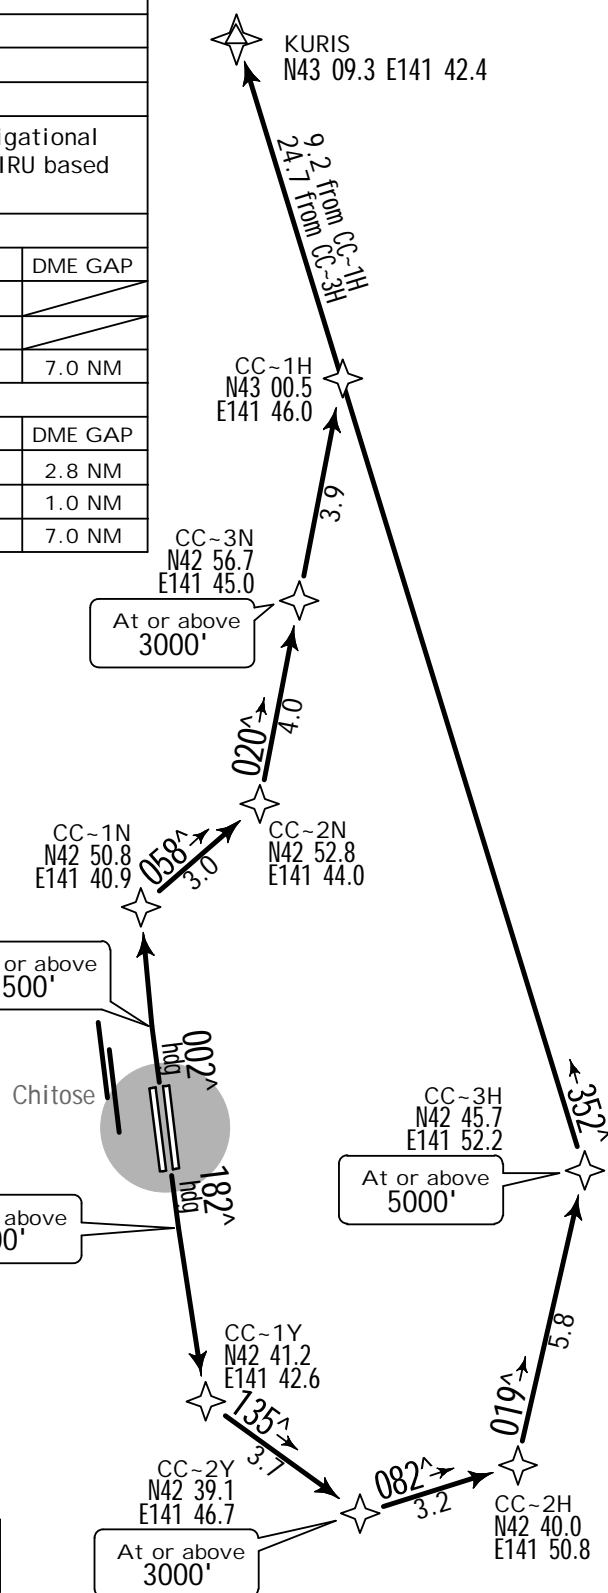 KURIS
N43 09.3 E141 42.4
igational
IRU based
9.2 from CC~1H
24.7 from CC~3H
DME GAP
7.0 NM
DME GAP
2.8 NM
1.0 NM
7.0 NM
CC~1H
N43 00.5
E141 46.0
3.9
CC~3N
N42 56.7
E141 45.0
At or above
3000'
020^
4.0
CC~1N
N42 50.8
E141 40.9
058^
3.0
CC~2N
N42 52.8
E141 44.0
or above
500'
002^
hdg
Chitose
182^
hdg
above
00'
352^
CC~3H
N42 45.7
E141 52.2
At or above
5000'
5.8
019^
CC~1Y
N42 41.2
E141 42.6
135^
3.7
CC~2Y
N42 39.1
E141 46.7
At or above
3000'
082^
3.2
CC~2H
N42 40.0
E141 50.8